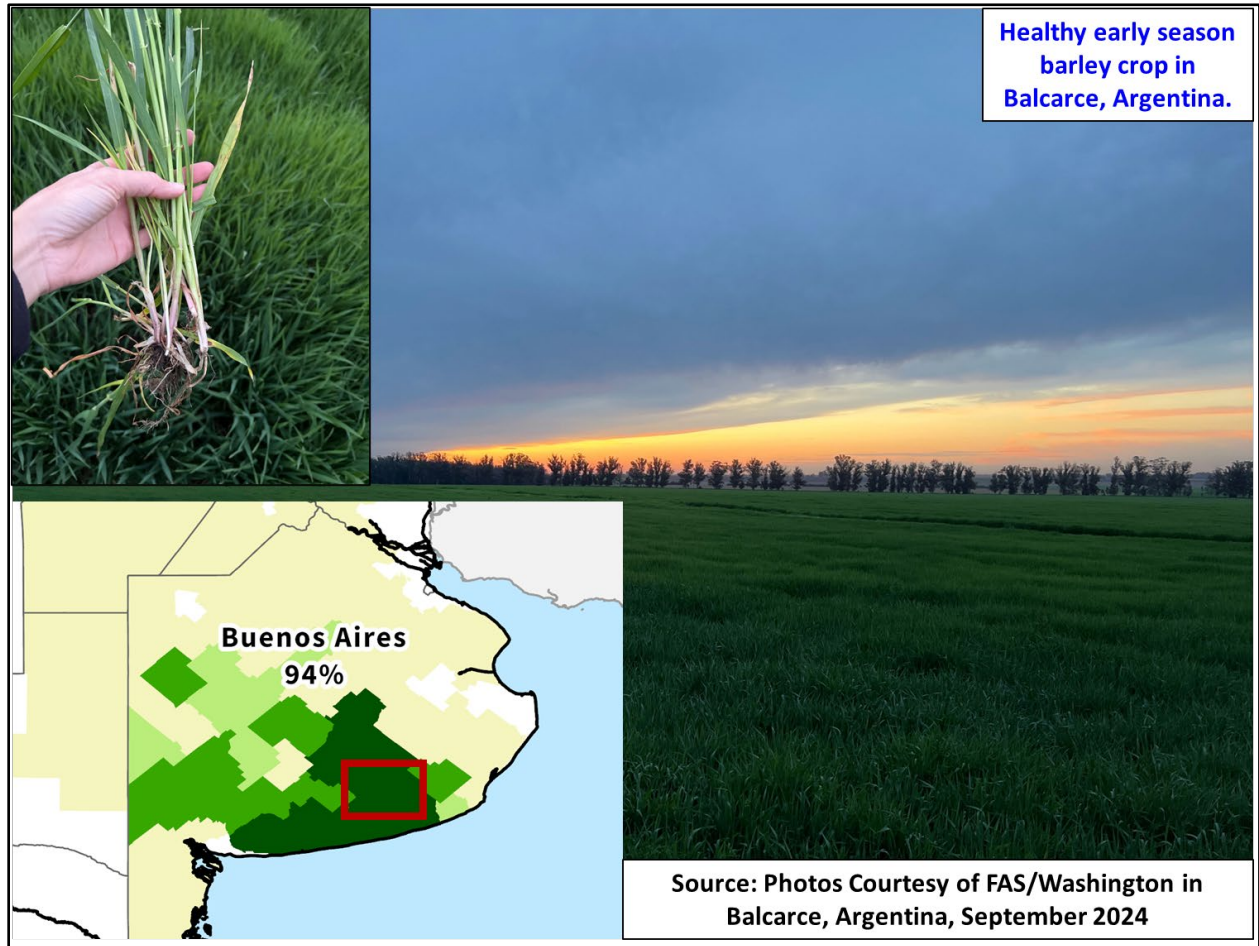 Healthy early season
barley crop in
Balcarce, Argentina.
Buenos Aires
94%
Source: Photos Courtesy of FAS/Washington in
Balcarce, Argentina, September 2024